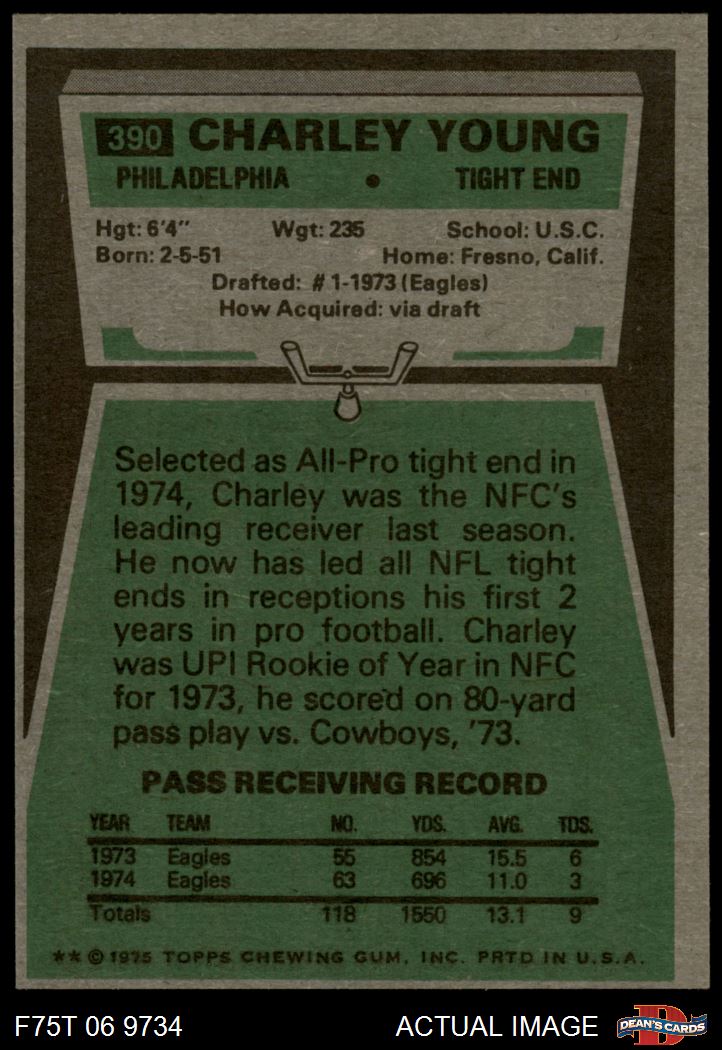 390 CHARLEY YOUNG
PHILADELPHIA • TIGHT END
Hgt: 6'4" Wgt: 235 School: U.S.C.
Born: 2-5-51 Home: Fresno, Calif.
Drafted: #1-1973 (Eagles)
How Acquired: via draft
Selected as All-Pro tight end in
1974, Charley was the NFC's
leading receiver last season.
He now has led all NFL tight
ends in receptions his first 2
years in pro football. Charley
was UPI Rookie of Year in NFC
for 1973, he scored on 80-yard
pass play vs. Cowboys, '73.
PASS RECEIVING RECORD
YEAR TEAM NO. YDS. AVG. TDS.
1973 Eagles 55 854 15.5 6
1974 Eagles 63 696 11.0 3
Totals 118 1550 13.1 9
** © 1975 TOPPS CHEWING GUM, INC. PRTD IN U.S.A.
F75T 06 9734 ACTUAL IMAGE D DEAN'S CARDS